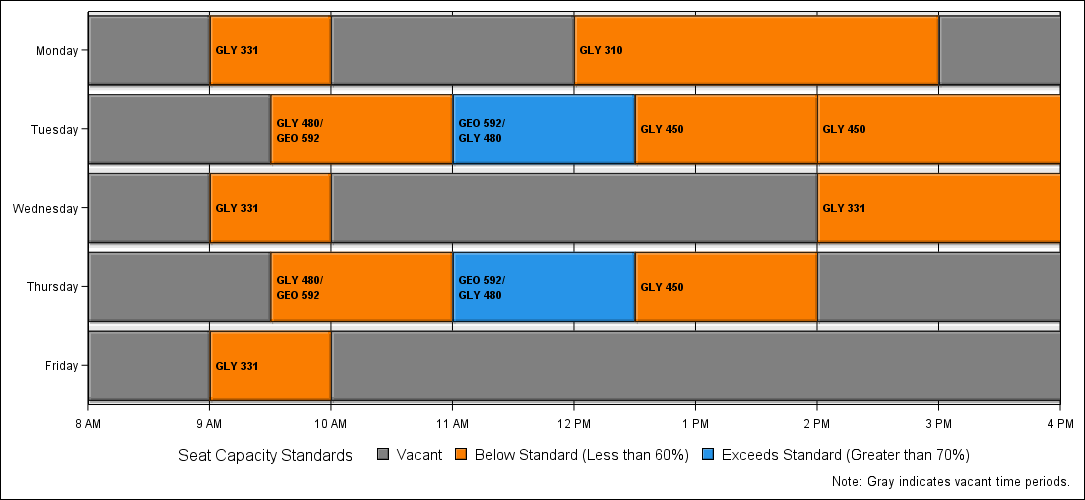 Monday
GLY 331
GLY 310
Tuesday
GLY 480/
GEO 592
GEO 592/
GLY 480
GLY 450
GLY 450
Wednesday
GLY 331
GLY 331
Thursday
GLY 480/
GEO 592
GEO 592/
GLY 480
GLY 450
Friday
GLY 331
8 AM 9 AM 10 AM 11 AM 12 PM 1 PM 2 PM 3 PM 4 PM
Seat Capacity Standards Vacant Below Standard (Less than 60%) Exceeds Standard (Greater than 70%)
Note: Gray indicates vacant time periods.